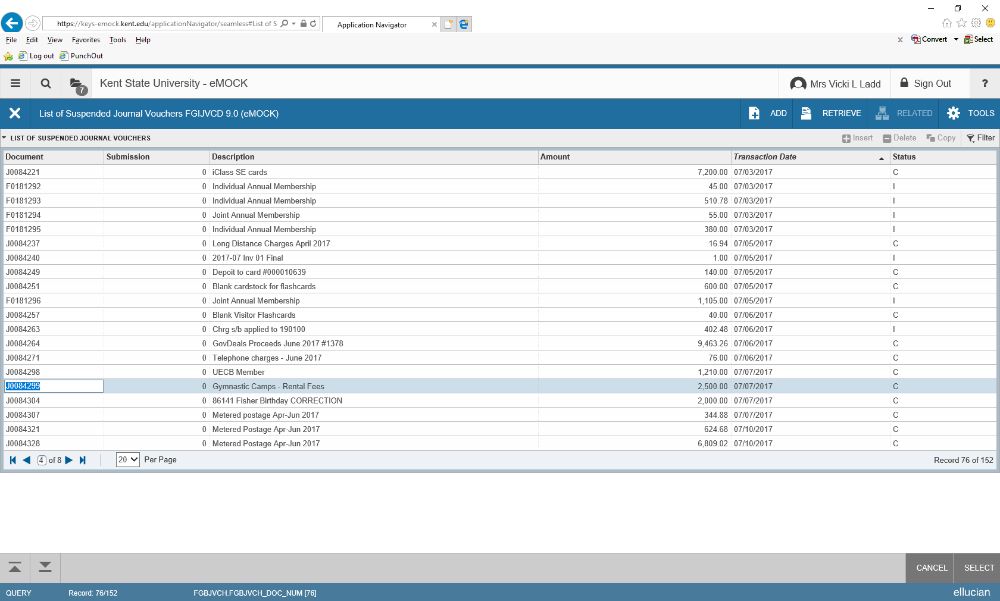 https://keys-emock.kent.edu/applicationNavigator/seamless#List of S
Application Navigator
File Edit View Favorites Tools Help
Convert Select
Log out PunchOut
7
Kent State University - eMOCK
Mrs Vicki L Ladd
Sign Out
?
List of Suspended Journal Vouchers FGIJVCD 9.0 (eMOCK)
ADD RETRIEVE RELATED TOOLS
LIST OF SUSPENDED JOURNAL VOUCHERS
Insert Delete Copy Filter
Document Submission Description Amount Transaction Date Status
J0084221 0 iClass SE cards 7,200.00 07/03/2017 C
F0181292 0 Individual Annual Membership 45.00 07/03/2017 I
F0181293 0 Individual Annual Membership 510.78 07/03/2017 I
F0181294 0 Joint Annual Membership 55.00 07/03/2017 I
F0181295 0 Individual Annual Membership 380.00 07/03/2017 I
J0084237 0 Long Distance Charges April 2017 16.94 07/05/2017 C
J0084240 0 2017-07 Inv 01 Final 1.00 07/05/2017 I
J0084249 0 Depoit to card #000010639 140.00 07/05/2017 C
J0084251 0 Blank cardstock for flashcards 600.00 07/05/2017 C
F0181296 0 Joint Annual Membership 1,105.00 07/05/2017 I
J0084257 0 Blank Visitor Flashcards 40.00 07/06/2017 C
J0084263 0 Chrg s/b applied to 190100 402.48 07/06/2017 I
J0084264 0 GovDeals Proceeds June 2017 #1378 9,463.26 07/06/2017 C
J0084271 0 Telephone charges - June 2017 76.00 07/06/2017 C
J0084298 0 UECB Member 1,210.00 07/07/2017 C
J0084299 0 Gymnastic Camps - Rental Fees 2,500.00 07/07/2017 C
J0084304 0 86141 Fisher Birthday CORRECTION 2,000.00 07/07/2017 C
J0084307 0 Metered postage Apr-Jun 2017 344.88 07/07/2017 C
J0084321 0 Metered Postage Apr-Jun 2017 624.68 07/10/2017 C
J0084328 0 Metered Postage Apr-Jun 2017 6,809.02 07/10/2017 C
4 of 8 20 Per Page Record 76 of 152
CANCEL SELECT
QUERY Record: 76/152 FGBJVCH.FGBJVCH_DOC_NUM [76] ellucian